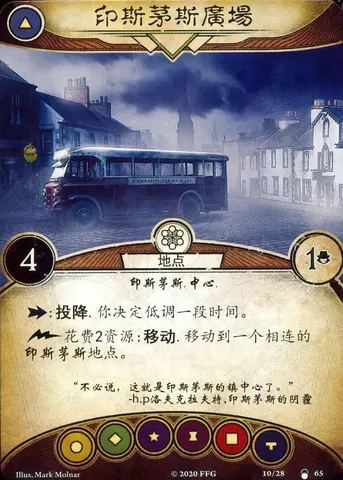 印斯茅斯廣場
4
地点
1
印斯茅斯.中心.
:投降. 你决定低调一段时间。
花费2资源:移动. 移动到一个相连的
印斯茅斯地点。
“不必说，这就是印斯茅斯的镇中心了。”
-h.p洛夫克拉夫特,印斯茅斯的阴霾
Illus. Mark Molnar
© 2020 FFG
10/28
65